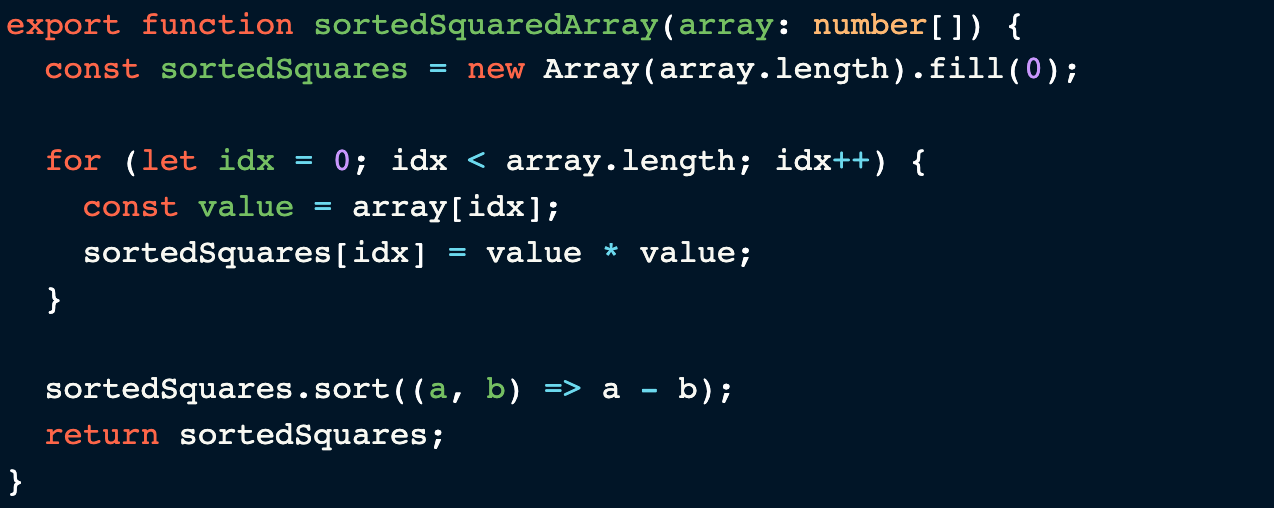 export function sortedSquaredArray(array: number[]) {
  const sortedSquares = new Array(array.length).fill(0);

  for (let idx = 0; idx < array.length; idx++) {
    const value = array[idx];
    sortedSquares[idx] = value * value;
  }

  sortedSquares.sort((a, b) => a - b);
  return sortedSquares;
}